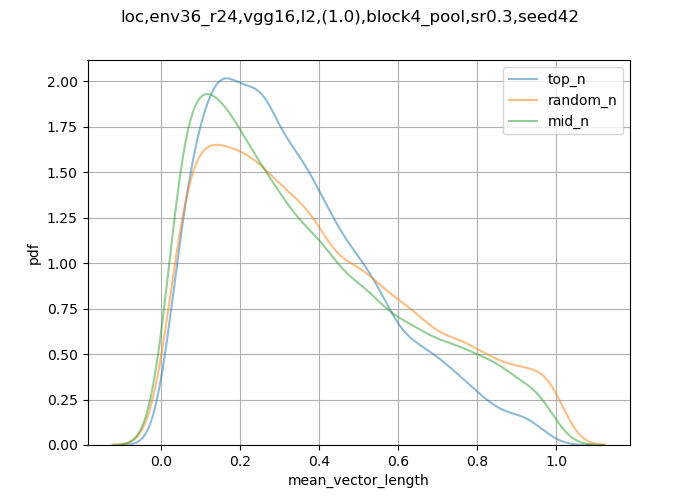 loc,env36_r24,vgg16,l2,(1.0),block4_pool,sr0.3,seed42
top_n
random_n
mid_n
2.00
1.75
1.50
1.25
1.00
0.75
0.50
0.25
0.00
pdf
0.0 0.2 0.4 0.6 0.8 1.0
mean_vector_length